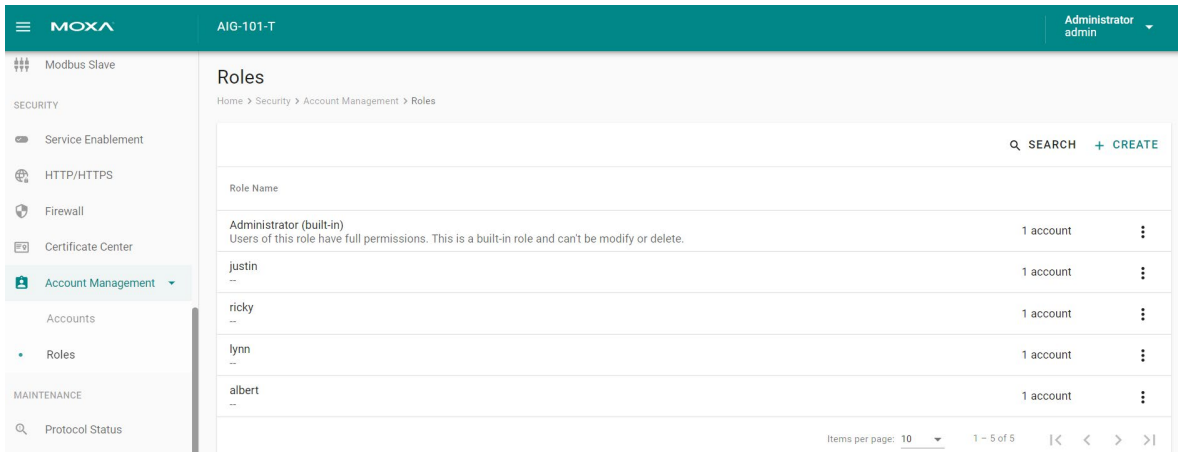 MOXA
AIG-101-T
Administrator
admin
Modbus Slave
SECURITY
Service Enablement
HTTP/HTTPS
Firewall
Certificate Center
Account Management
Accounts
Roles
MAINTENANCE
Protocol Status
Roles
Home > Security > Account Management > Roles
SEARCH + CREATE
Role Name
Administrator (built-in) 1 account
Users of this role have full permissions. This is a built-in role and can't be modify or delete.
justin 1 account
--
ricky 1 account
--
lynn 1 account
--
albert 1 account
--
Items per page: 10 1 – 5 of 5